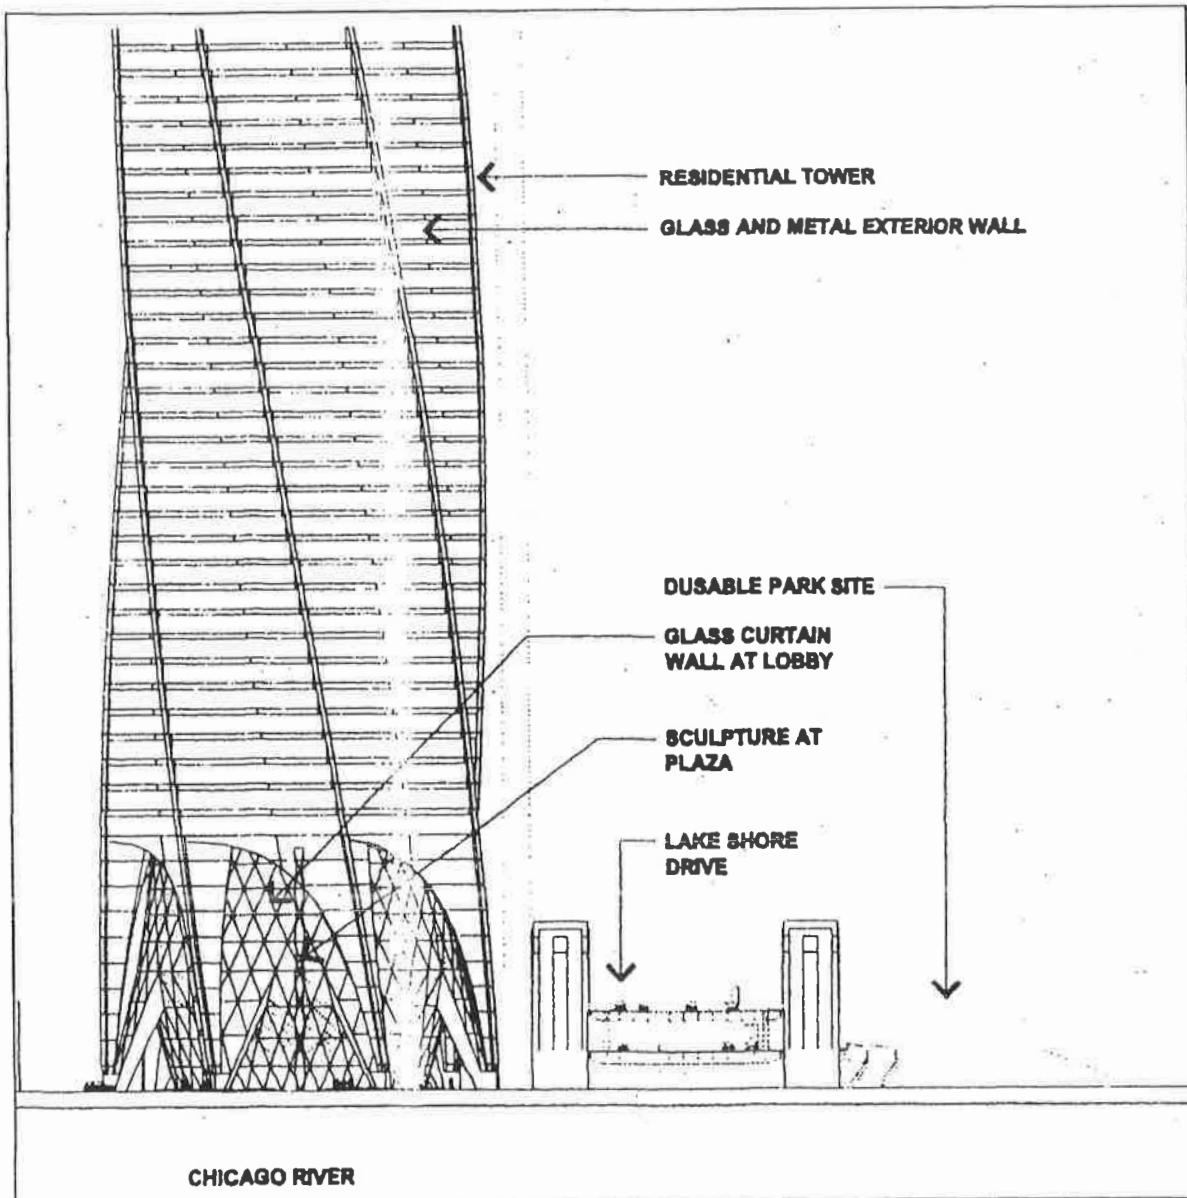 RESIDENTIAL TOWER
GLASS AND METAL EXTERIOR WALL
DUSABLE PARK SITE
GLASS CURTAIN
WALL AT LOBBY
SCULPTURE AT
PLAZA
LAKE SHORE
DRIVE
CHICAGO RIVER